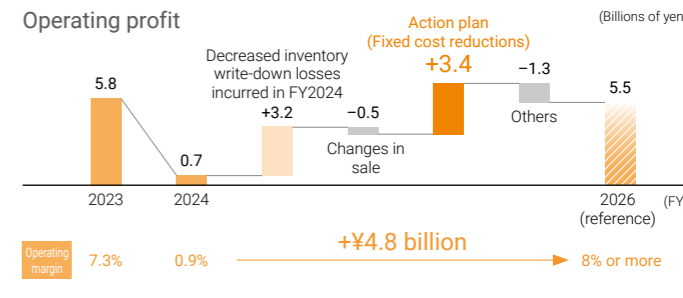 Operating profit
(Billions of yen
Action plan
(Fixed cost reductions)
+3.4
Decreased inventory
write-down losses
incurred in FY2024
+3.2
−0.5
−1.3
5.8
5.5
0.7
Changes in
sale
Others
2023
2024
2026
(reference)
(FY
Operating
margin
7.3%
0.9%
+¥4.8 billion
8% or more